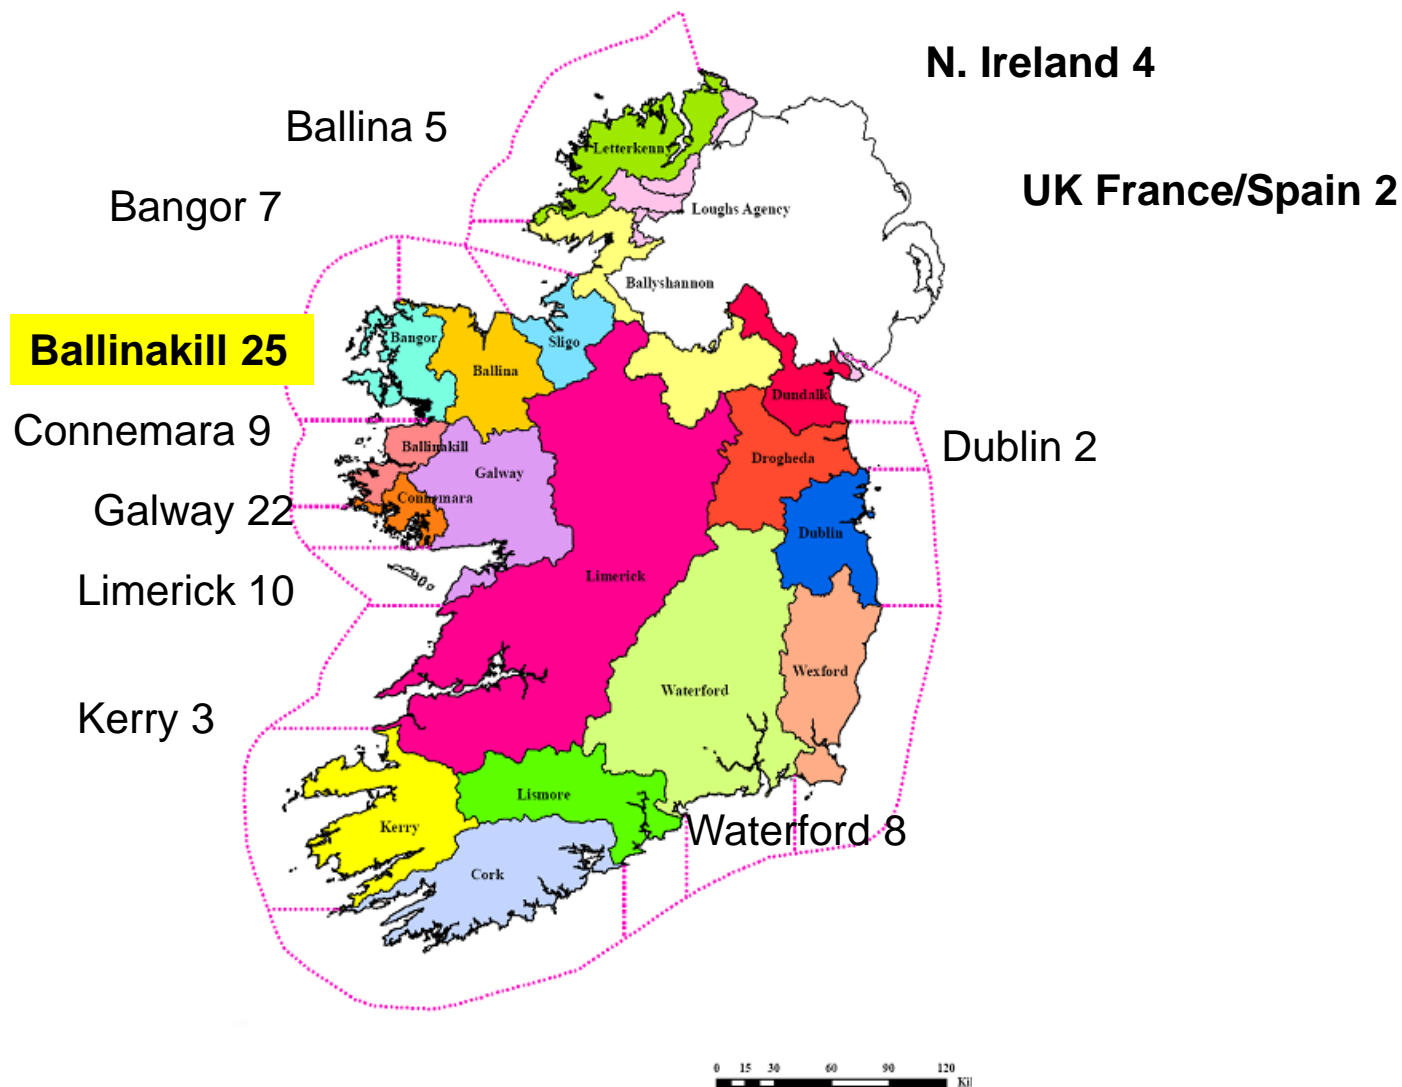 N. Ireland 4
Ballina 5
Letterkenny
UK France/Spain 2
Bangor 7
Loughs Agency
Ballyshannon
Bangor
Sligo
Ballinakill 25
Ballina
Dundalk
Connemara 9
Ballinakill
Dublin 2
Drogheda
Galway
Connemara
Galway 22
Dublin
Limerick
Limerick 10
Wexford
Waterford
Kerry 3
Lismore
Kerry
Waterford 8
Cork
0 15 30 60 90 120
Kil